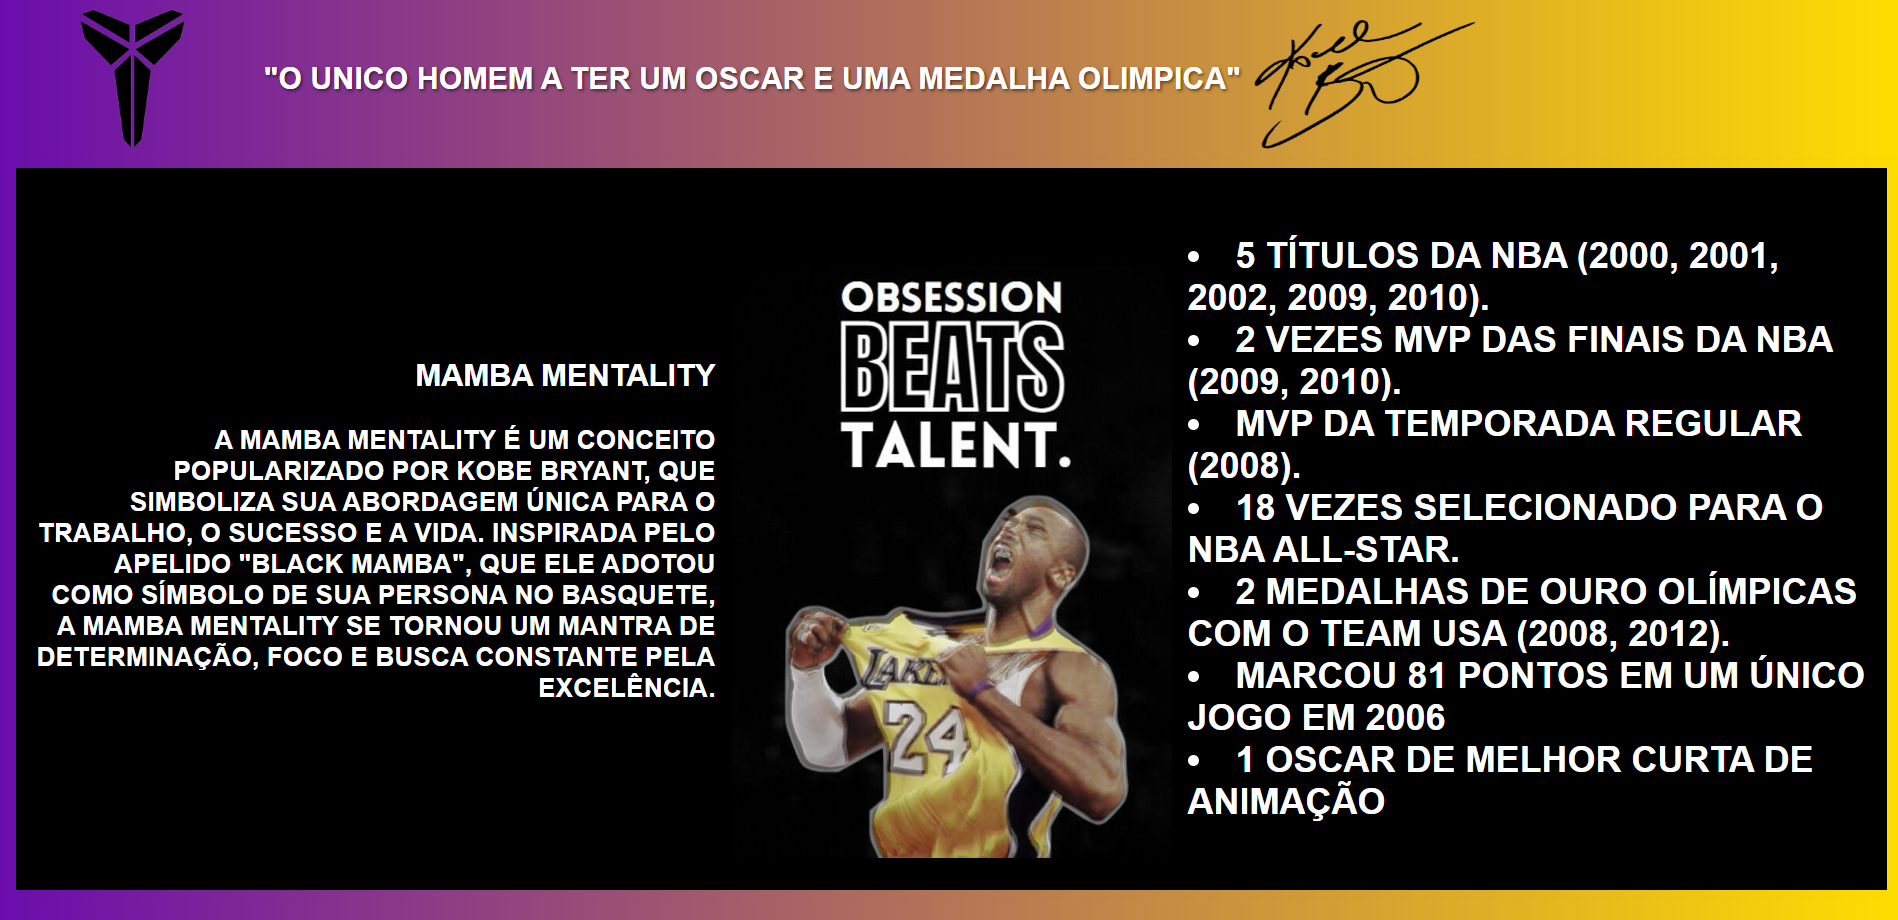 "O UNICO HOMEM A TER UM OSCAR E UMA MEDALHA OLIMPICA"
Kobe Bryant
MAMBA MENTALITY
A MAMBA MENTALITY É UM CONCEITO
POPULARIZADO POR KOBE BRYANT, QUE
SIMBOLIZA SUA ABORDAGEM ÚNICA PARA O
TRABALHO, O SUCESSO E A VIDA. INSPIRADA PELO
APELIDO "BLACK MAMBA", QUE ELE ADOTOU
COMO SÍMBOLO DE SUA PERSONA NO BASQUETE,
A MAMBA MENTALITY SE TORNOU UM MANTRA DE
DETERMINAÇÃO, FOCO E BUSCA CONSTANTE PELA
EXCELÊNCIA.
OBSESSION
BEATS
TALENT.
LAKE
24
• 5 TÍTULOS DA NBA (2000, 2001,
2002, 2009, 2010).
• 2 VEZES MVP DAS FINAIS DA NBA
(2009, 2010).
• MVP DA TEMPORADA REGULAR
(2008).
• 18 VEZES SELECIONADO PARA O
NBA ALL-STAR.
• 2 MEDALHAS DE OURO OLÍMPICAS
COM O TEAM USA (2008, 2012).
• MARCOU 81 PONTOS EM UM ÚNICO
JOGO EM 2006
• 1 OSCAR DE MELHOR CURTA DE
ANIMAÇÃO